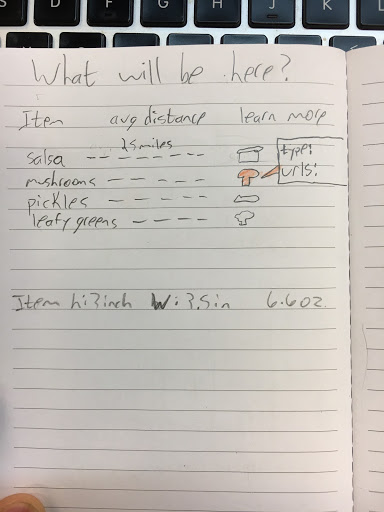 S D F G H J K
What will be here?
Item avg distance learn more
25 miles
salsa
type:
mushrooms
urls:
pickles
leafy greens
Item h: 3inch W: 3.5in 6.6oz.